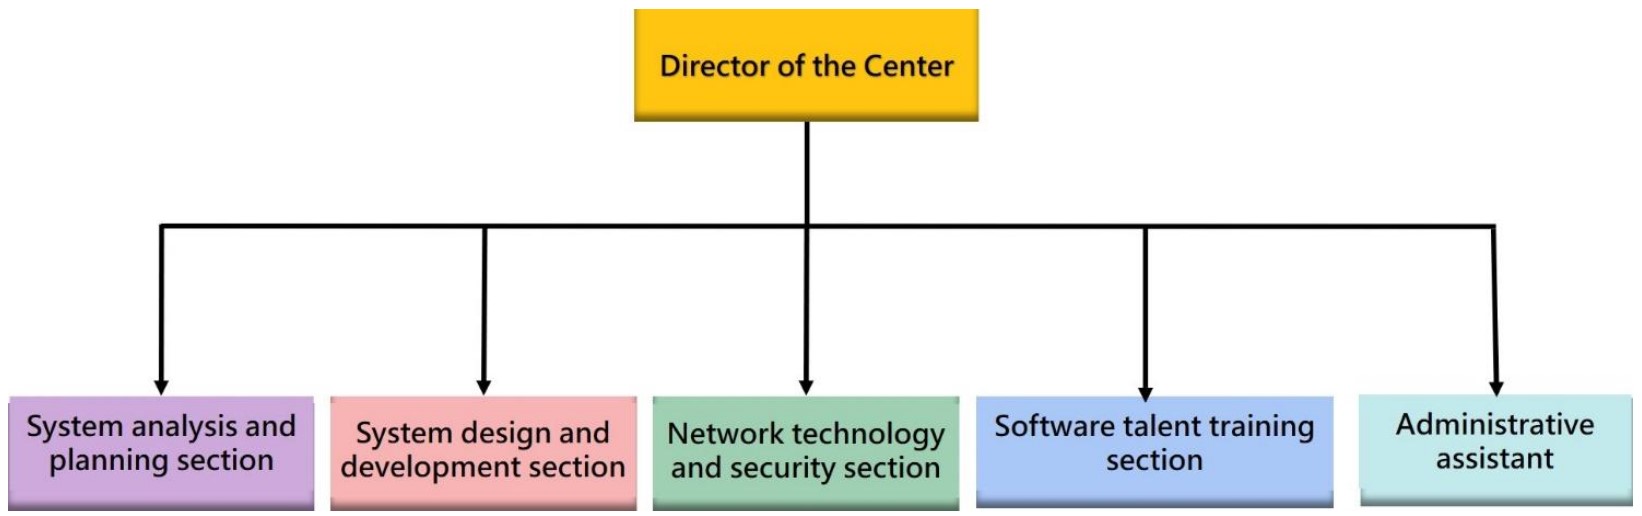 Director of the Center
System analysis and
planning section
System design and
development section
Network technology
and security section
Software talent training
section
Administrative
assistant